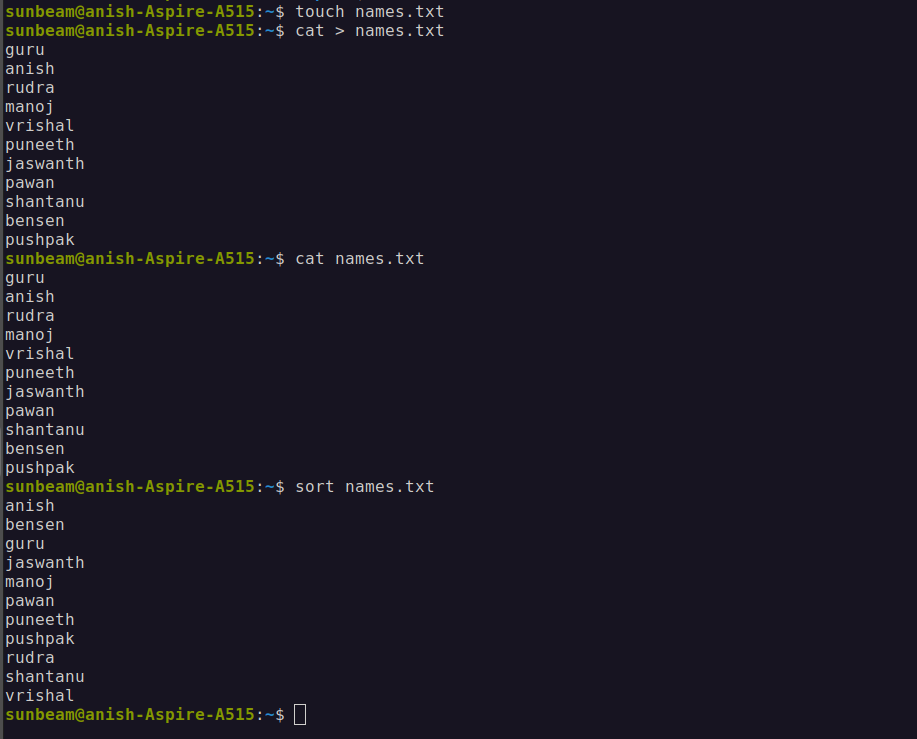 sunbeam@anish-Aspire-A515:~$ touch names.txt
sunbeam@anish-Aspire-A515:~$ cat > names.txt
guru
anish
rudra
manoj
vrishal
puneeth
jaswanth
pawan
shantanu
bensen
pushpak
sunbeam@anish-Aspire-A515:~$ cat names.txt
guru
anish
rudra
manoj
vrishal
puneeth
jaswanth
pawan
shantanu
bensen
pushpak
sunbeam@anish-Aspire-A515:~$ sort names.txt
anish
bensen
guru
jaswanth
manoj
pawan
puneeth
pushpak
rudra
shantanu
vrishal
sunbeam@anish-Aspire-A515:~$